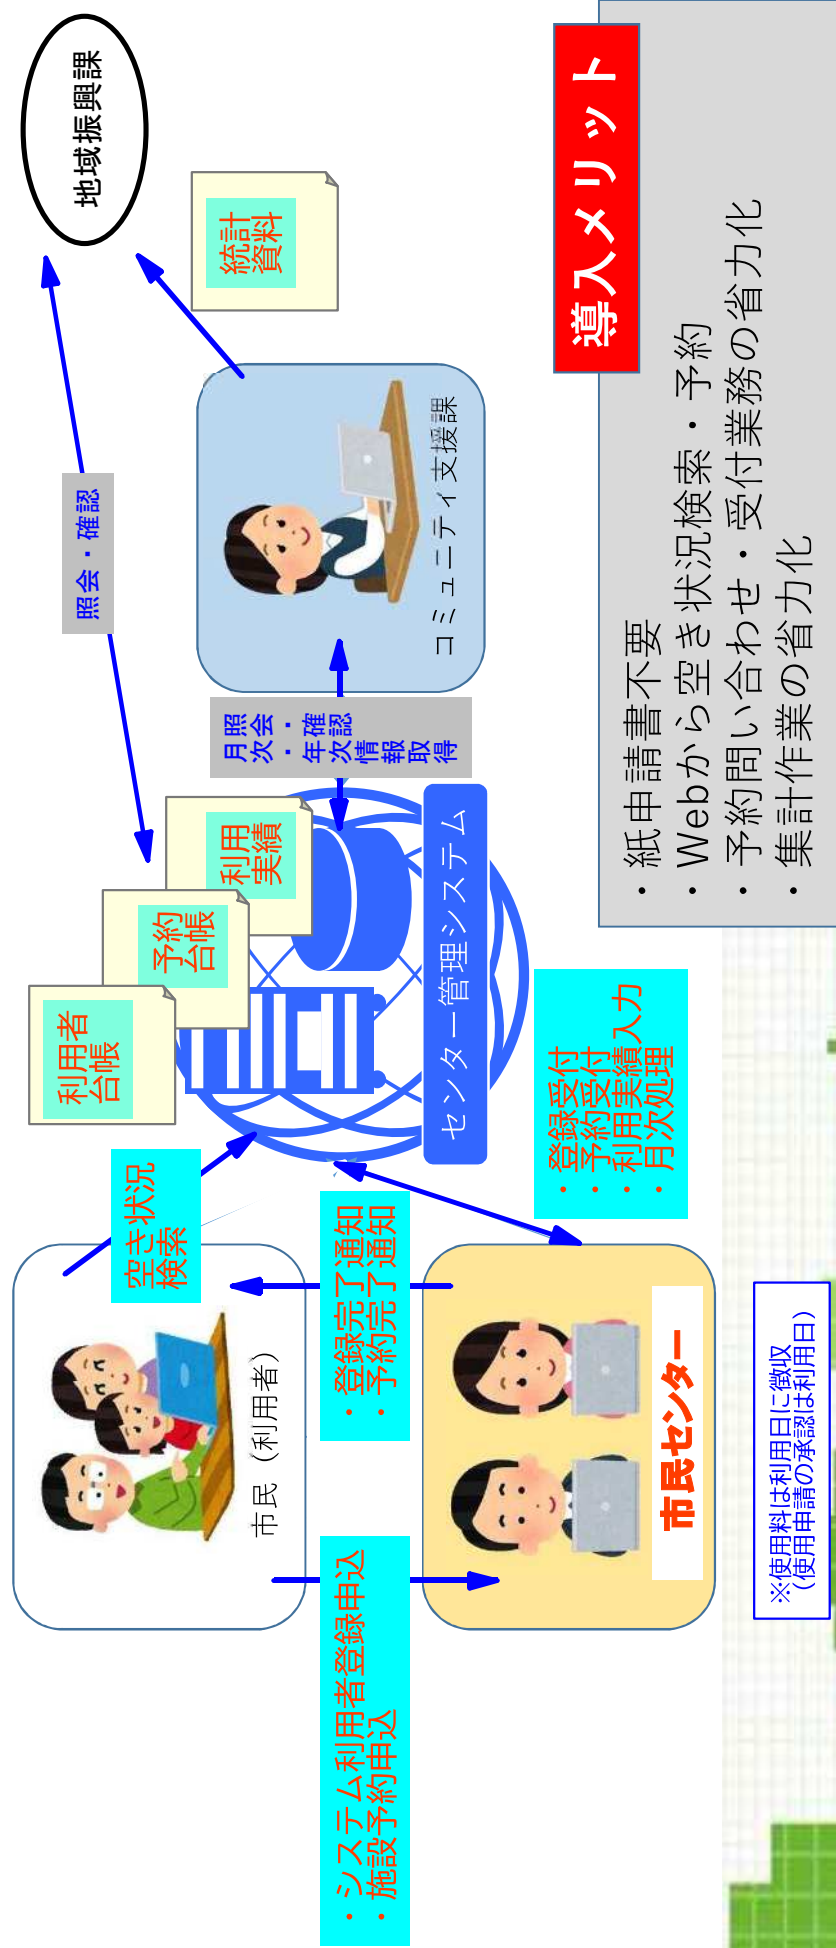 ・システム利用者登録申込
・施設予約申込
市民（利用者）
空き状況
検索
・登録完了通知
・予約完了通知
市民センター
※使用料は利用日に徴収
（使用申請の承認は利用日）
利用者
台帳
予約
台帳
利用
実績
センター管理システム
・登録受付
・予約受付
・利用実績入力
・月次処理
照会・確認
照会・確認
月次・年次情報取得
コミュニティ支援課
統計
資料
地域振興課
導入メリット
・紙申請書不要
・Webから空き状況検索・予約
・予約問い合わせ・受付業務の省力化
・集計作業の省力化